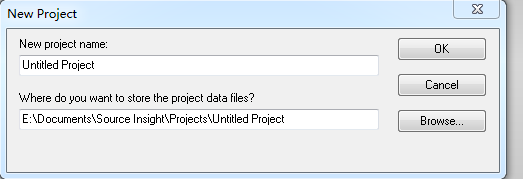 New Project
New project name:
OK
Untitled Project
Cancel
Where do you want to store the project data files?
E:\Documents\Source Insight\Projects\Untitled Project
Browse...